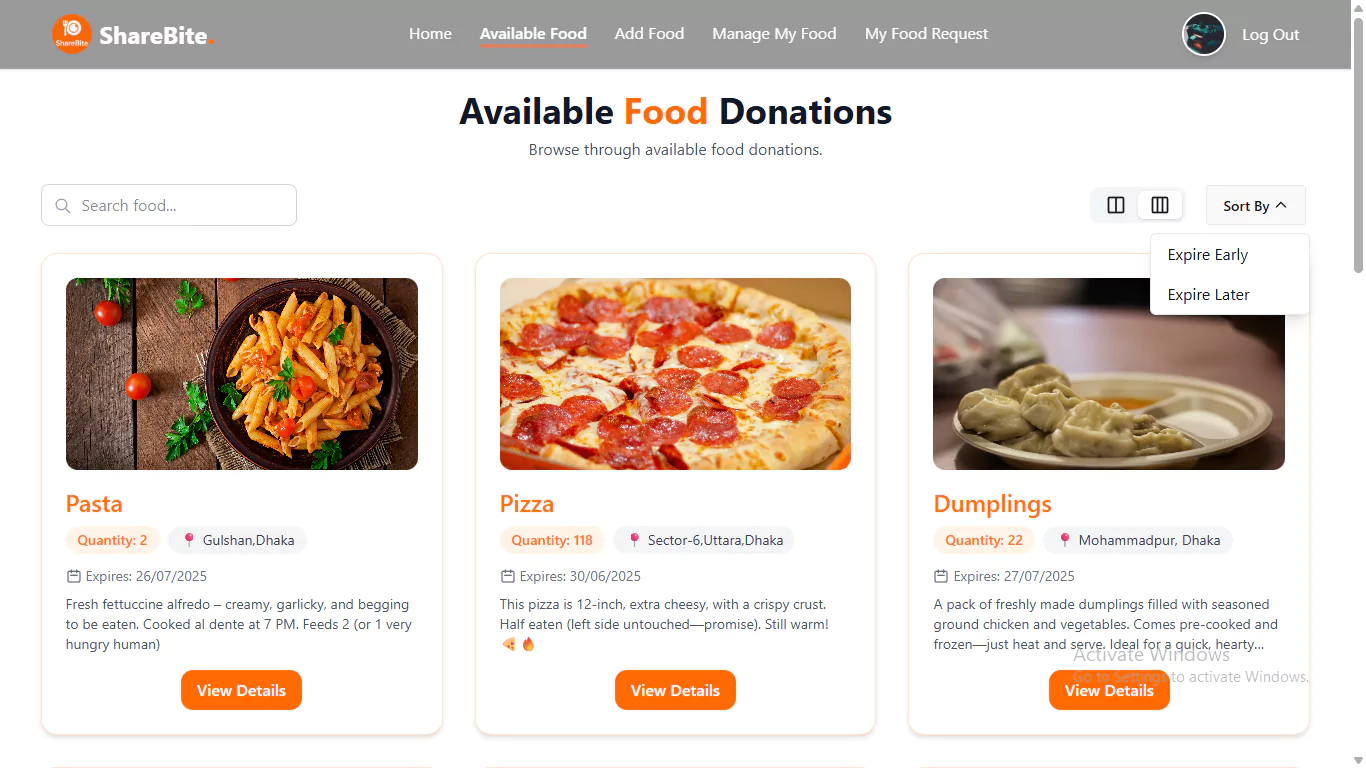 ShareBite
ShareBite.
Home
Available Food
Add Food
Manage My Food
My Food Request
Log Out
Available Food Donations
Browse through available food donations.
Search food...
Sort By
Expire Early
Expire Later
Pasta
Quantity: 2
Gulshan,Dhaka
Expires: 26/07/2025
Fresh fettuccine alfredo – creamy, garlicky, and begging
to be eaten. Cooked al dente at 7 PM. Feeds 2 (or 1 very
hungry human)
View Details
Pizza
Quantity: 118
Sector-6,Uttara,Dhaka
Expires: 30/06/2025
This pizza is 12-inch, extra cheesy, with a crispy crust.
Half eaten (left side untouched—promise). Still warm!
🍕🔥
View Details
Dumplings
Quantity: 22
Mohammadpur, Dhaka
Expires: 27/07/2025
A pack of freshly made dumplings filled with seasoned
ground chicken and vegetables. Comes pre-cooked and
frozen—just heat and serve. Ideal for a quick, hearty...
View Details
Activate Windows
Go to Settings to activate Windows.